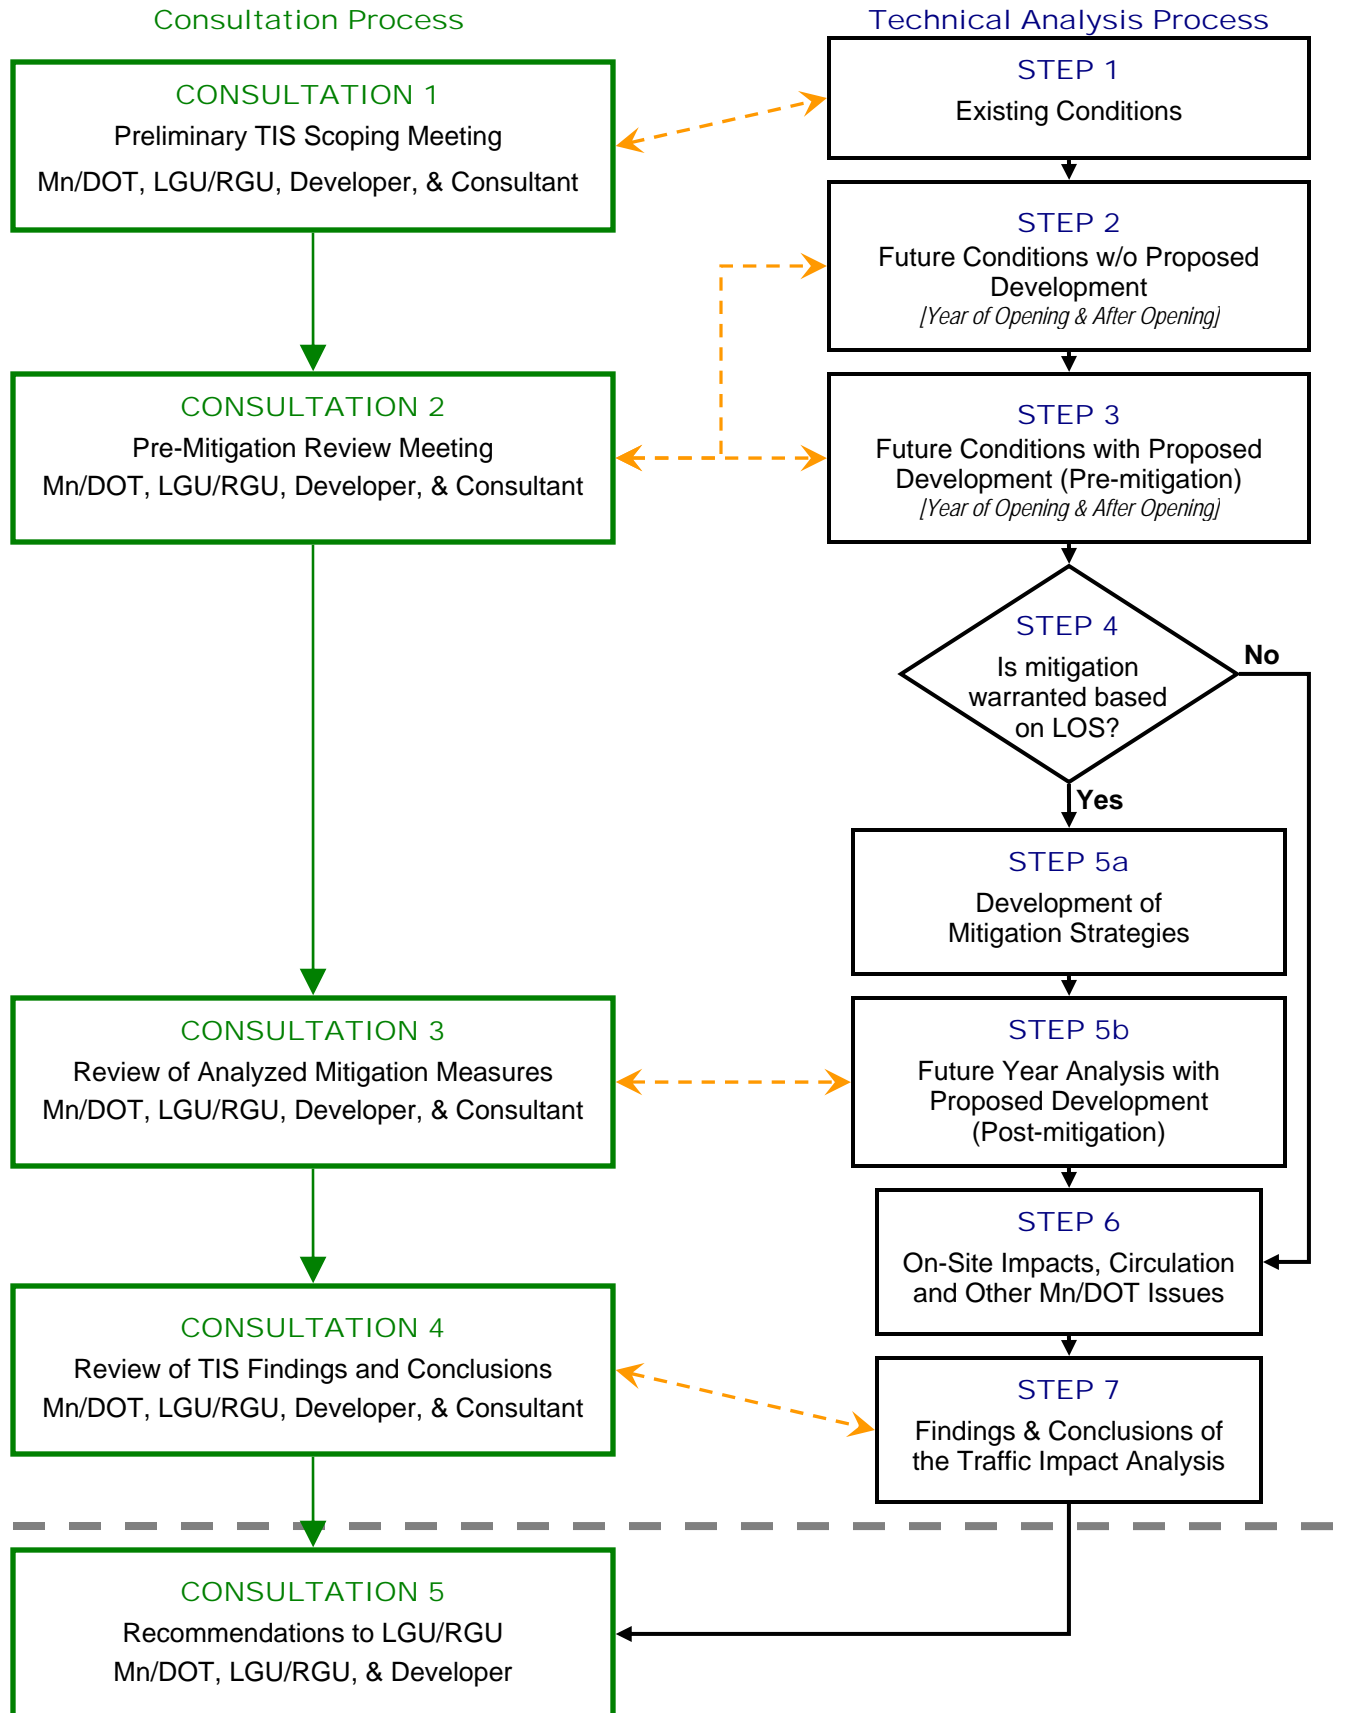 Consultation Process
Technical Analysis Process
CONSULTATION 1
Preliminary TIS Scoping Meeting
Mn/DOT, LGU/RGU, Developer, & Consultant
STEP 1
Existing Conditions
STEP 2
Future Conditions w/o Proposed
Development
[Year of Opening & After Opening]
CONSULTATION 2
Pre-Mitigation Review Meeting
Mn/DOT, LGU/RGU, Developer, & Consultant
STEP 3
Future Conditions with Proposed
Development (Pre-mitigation)
[Year of Opening & After Opening]
STEP 4
Is mitigation
warranted based
on LOS?
No
Yes
STEP 5a
Development of
Mitigation Strategies
CONSULTATION 3
Review of Analyzed Mitigation Measures
Mn/DOT, LGU/RGU, Developer, & Consultant
STEP 5b
Future Year Analysis with
Proposed Development
(Post-mitigation)
STEP 6
On-Site Impacts, Circulation
and Other Mn/DOT Issues
CONSULTATION 4
Review of TIS Findings and Conclusions
Mn/DOT, LGU/RGU, Developer, & Consultant
STEP 7
Findings & Conclusions of
the Traffic Impact Analysis
CONSULTATION 5
Recommendations to LGU/RGU
Mn/DOT, LGU/RGU, & Developer